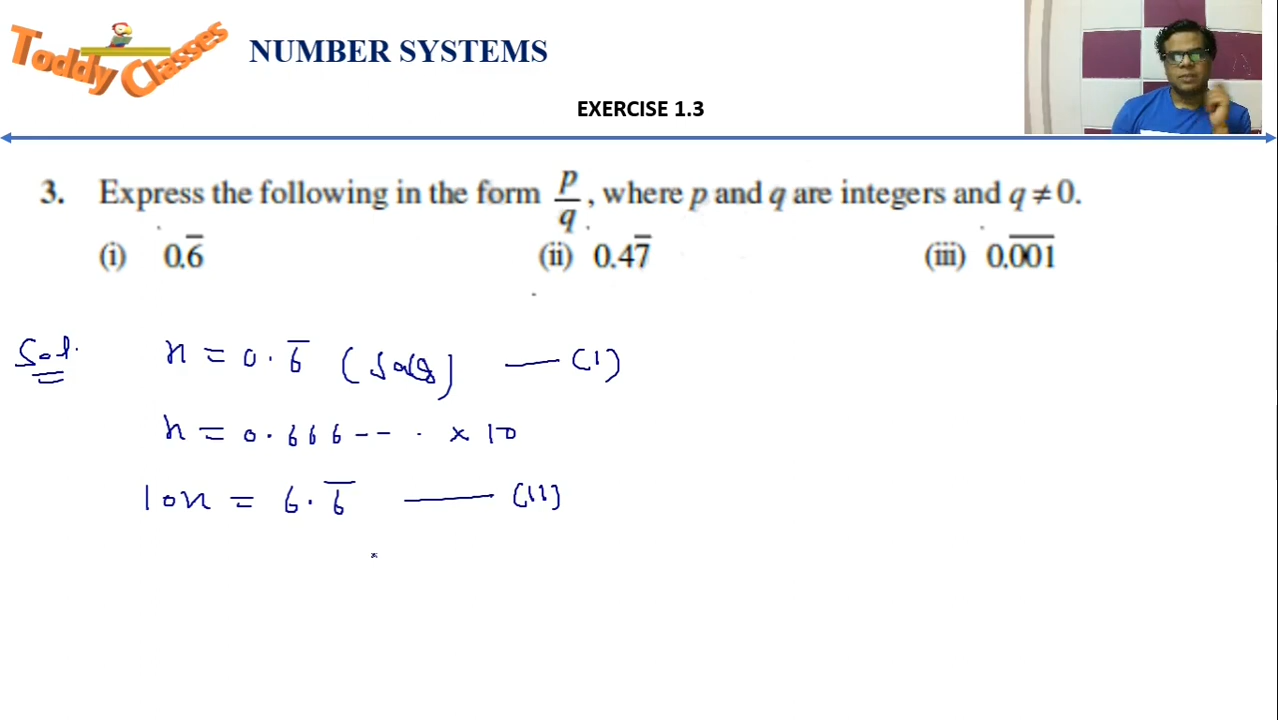 Toddy Classes
NUMBER SYSTEMS
EXERCISE 1.3
3. Express the following in the form p/q, where p and q are integers and q ≠ 0.
(i) 0.6̅ (ii) 0.47̅ (iii) 0.0̅0̅1̅
Sol.
x = 0.6̅ (say) — (I)
x = 0.666--. × 10
10x = 6.6̅ — (II)